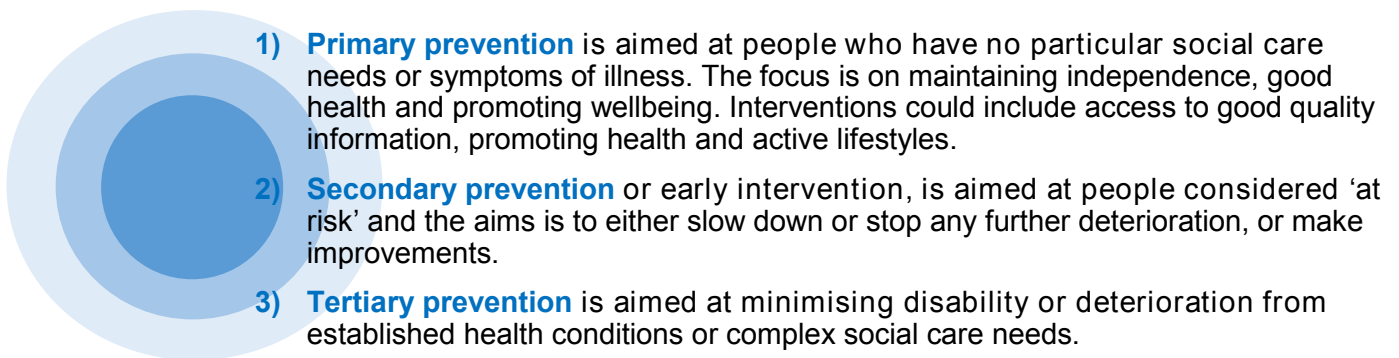 1) Primary prevention is aimed at people who have no particular social care
needs or symptoms of illness. The focus is on maintaining independence, good
health and promoting wellbeing. Interventions could include access to good quality
information, promoting health and active lifestyles.
2) Secondary prevention or early intervention, is aimed at people considered ‘at
risk’ and the aims is to either slow down or stop any further deterioration, or make
improvements.
3) Tertiary prevention is aimed at minimising disability or deterioration from
established health conditions or complex social care needs.